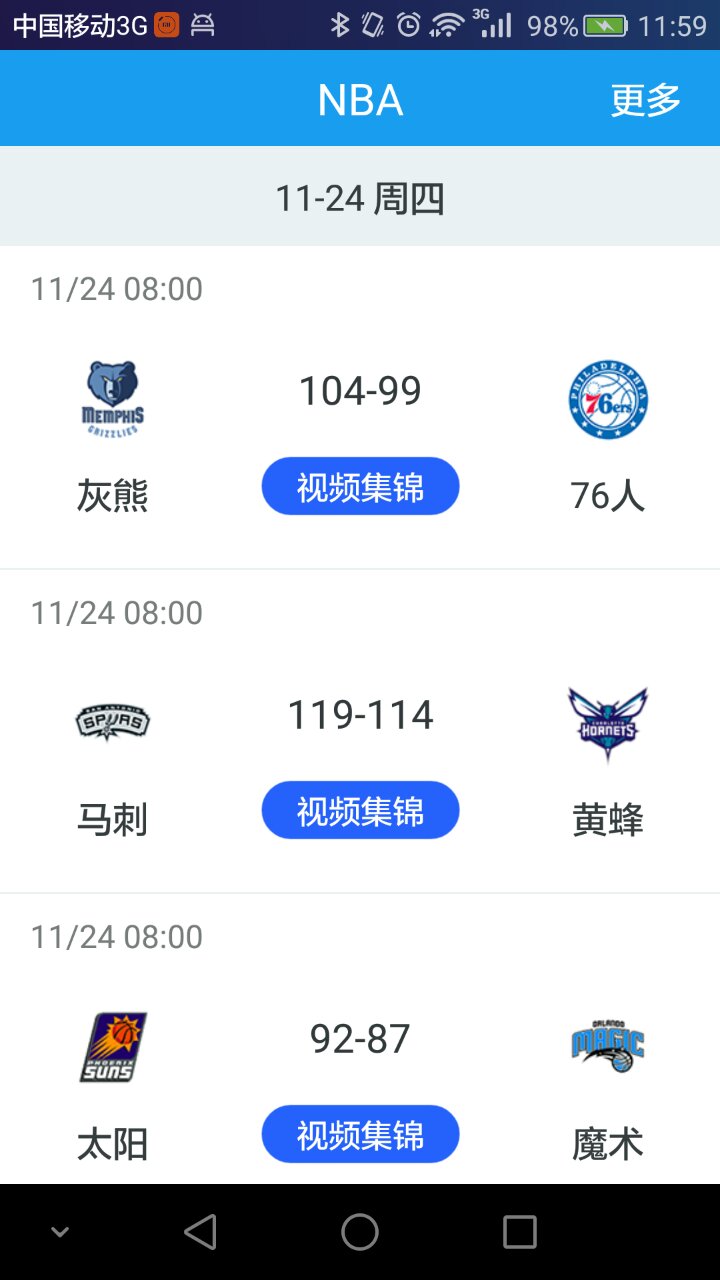 中国移动3G 3G 98% 11:59
NBA 更多
11-24 周四
11/24 08:00
MEMPHIS
GRIZZLIES
104-99
PHILADELPHIA
76ers
灰熊 视频集锦 76人
11/24 08:00
SAN ANTONIO
SPURS
119-114
CHARLOTTE
HORNETS
马刺 视频集锦 黄蜂
11/24 08:00
PHOENIX
SUNS
92-87
ORLANDO
MAGIC
太阳 视频集锦 魔术